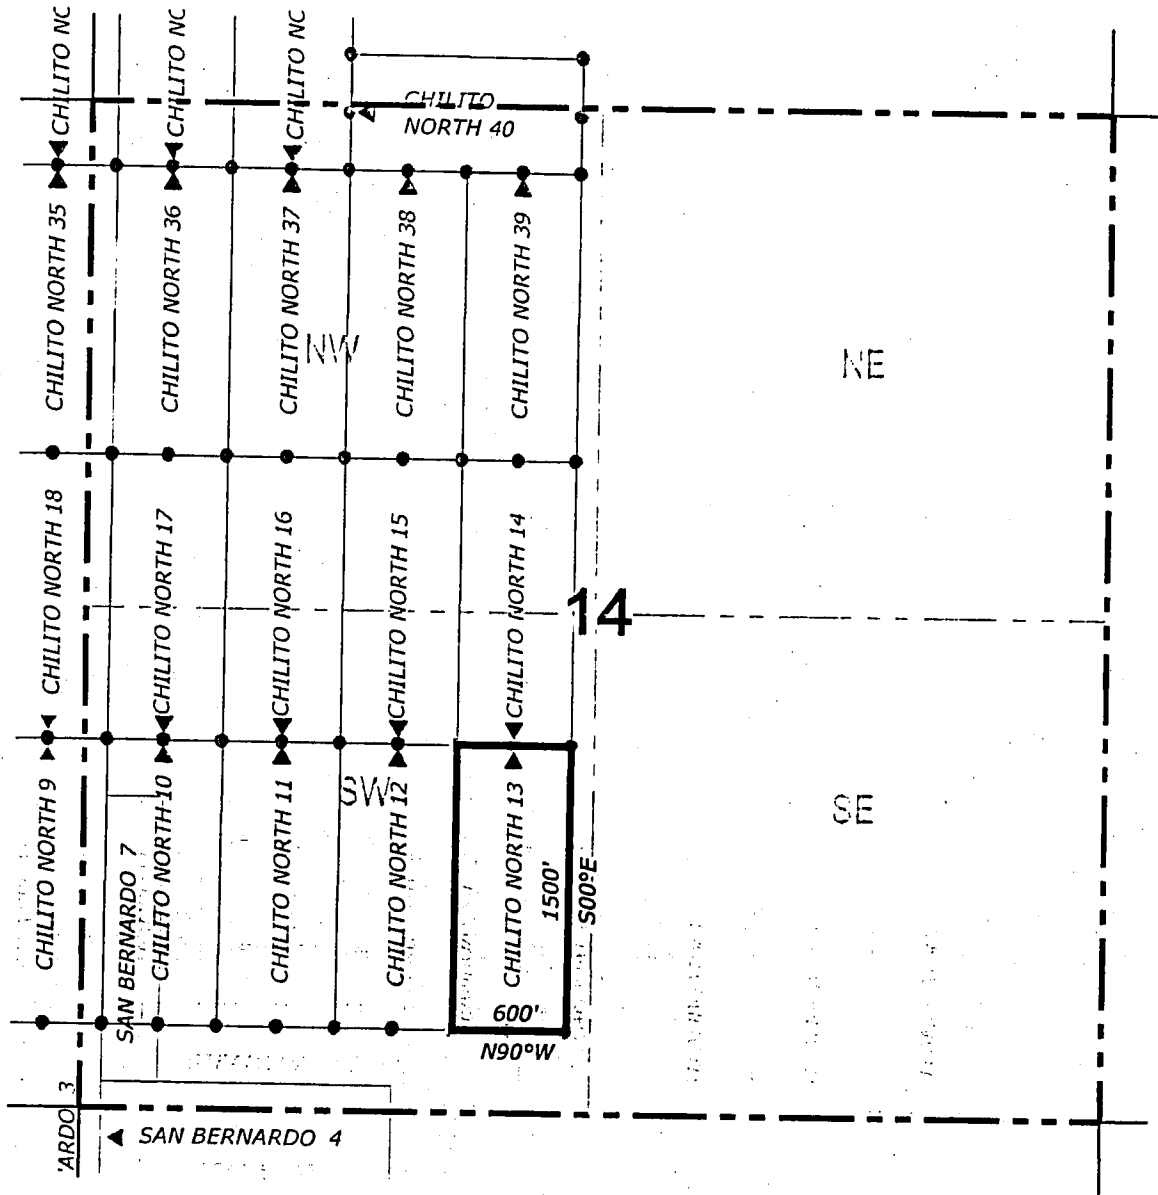 CHILITO NC
CHILITO NC
CHILITO NC
CHILITO
NORTH 40
CHILITO NORTH 35
CHILITO NORTH 36
CHILITO NORTH 37
CHILITO NORTH 38
CHILITO NORTH 39
NW
NE
CHILITO NORTH 18
CHILITO NORTH 17
CHILITO NORTH 16
CHILITO NORTH 15
CHILITO NORTH 14
14
CHILITO NORTH 9
SAN BERNARDO 7
CHILITO NORTH 10
CHILITO NORTH 11
SW
CHILITO NORTH 12
CHILITO NORTH 13
1500'
S00ºE
SE
600'
N90ºW
'ARDO 3
SAN BERNARDO 4